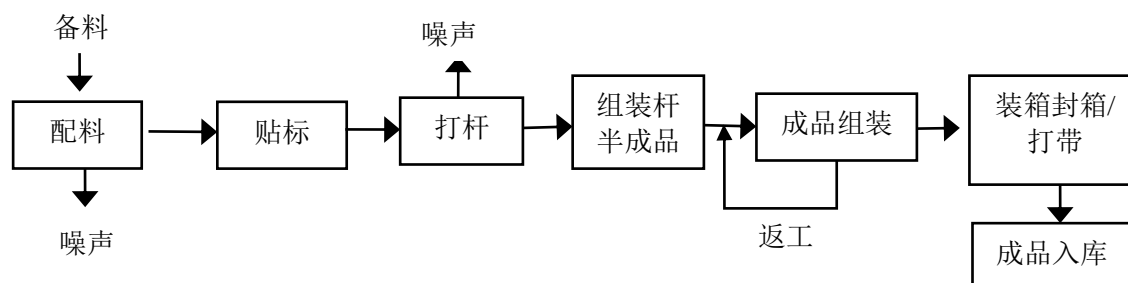 备料
噪声
配料
贴标
打杆
组装杆
半成品
成品组装
装箱封箱/
打带
噪声
返工
成品入库